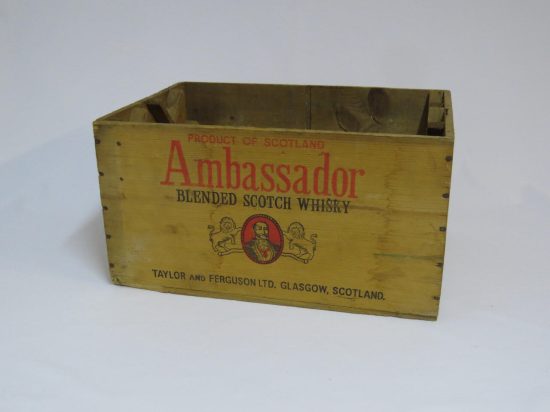 PRODUCT OF SCOTLAND
Ambassador
BLENDED SCOTCH WHISKY
TAYLOR AND FERGUSON LTD. GLASGOW, SCOTLAND.